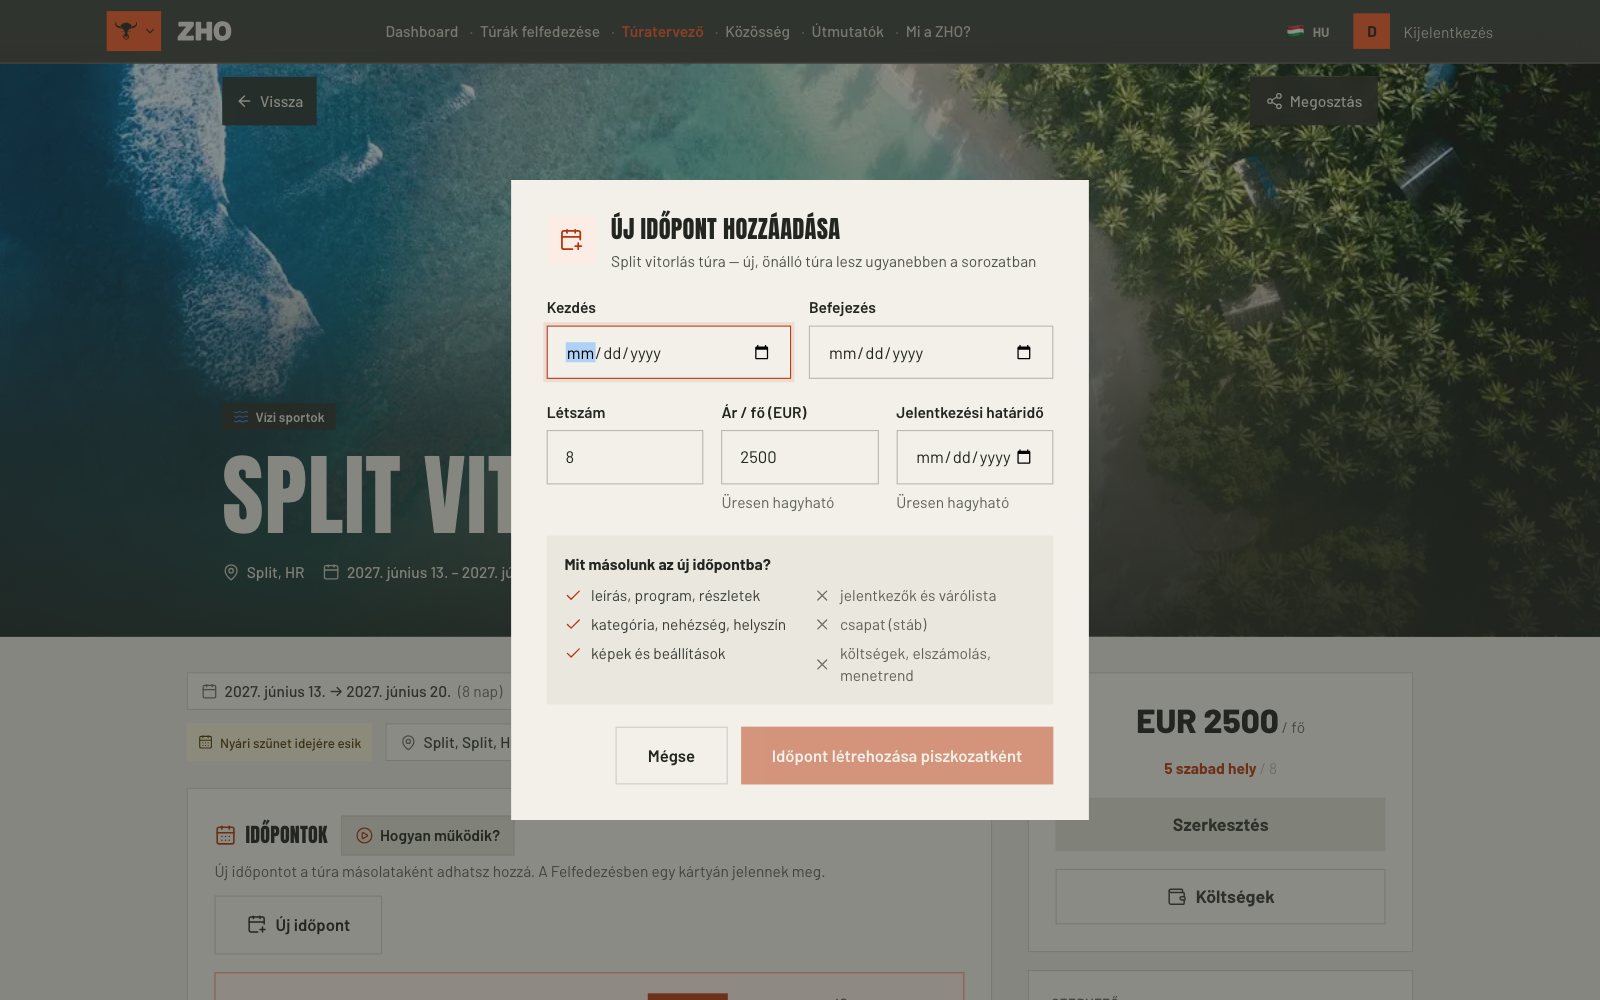 ZHO
Dashboard · Túrák felfedezése · Túratervező · Közösség · Útmutatók · Mi a ZHO?
HU
D
Kijelentkezés
Vissza
Megosztás
Vízi sportok
SPLIT VIT
Split, HR
2027. június 13. – 2027. jú
ÚJ IDŐPONT HOZZÁADÁSA
Split vitorlás túra — új, önálló túra lesz ugyanebben a sorozatban
Kezdés
Befejezés
mm/dd/yyyy
mm/dd/yyyy
Létszám
Ár / fő (EUR)
Jelentkezési határidő
8
2500
mm/dd/yyyy
Üresen hagyható
Üresen hagyható
Mit másolunk az új időpontba?
leírás, program, részletek
kategória, nehézség, helyszín
képek és beállítások
jelentkezők és várólista
csapat (stáb)
költségek, elszámolás,
menetrend
Mégse
Időpont létrehozása piszkozatként
2027. június 13. → 2027. június 20. (8 nap)
Nyári szünet idejére esik
Split, Split, H
IDŐPONTOK
Hogyan működik?
Új időpontot a túra másolataként adhatsz hozzá. A Felfedezésben egy kártyán jelennek meg.
Új időpont
EUR 2500 / fő
5 szabad hely / 8
Szerkesztés
Költségek